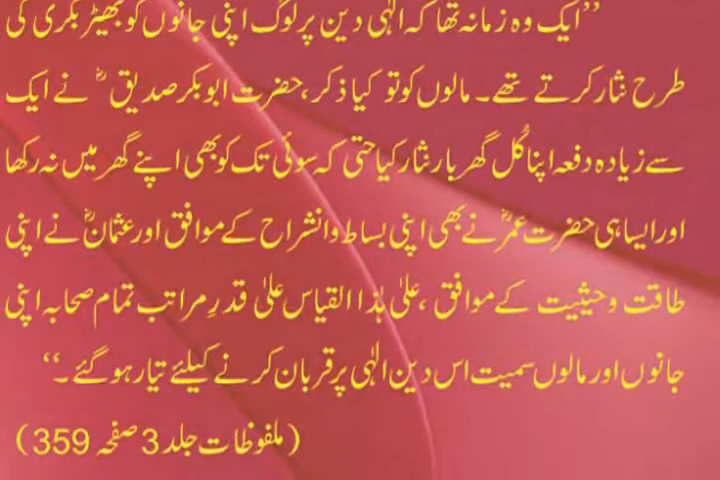 ’’ایک وہ زمانہ تھا کہ الٰہی دین پر لوگ اپنی جانوں کو بھیڑ بکری کی
طرح نثار کرتے تھے۔ مالوں کو تو کیا ذکر، حضرت ابوبکر صدیق ؓ نے ایک
سے زیادہ دفعہ اپنا کُل گھر بار نثار کیا حتی کہ سوئی تک کو بھی اپنے گھر میں نہ رکھا
اور ایسا ہی حضرت عمرؓ نے بھی اپنی بساط و انشراح کے موافق اور عثمانؓ نے اپنی
طاقت و حیثیت کے موافق، علیٰ ہذا القیاس علیٰ قدرِ مراتب تمام صحابہ اپنی
جانوں اور مالوں سمیت اس دین الٰہی پر قربان کرنے کیلئے تیار ہو گئے۔‘‘
(ملفوظات جلد 3 صفحہ 359)